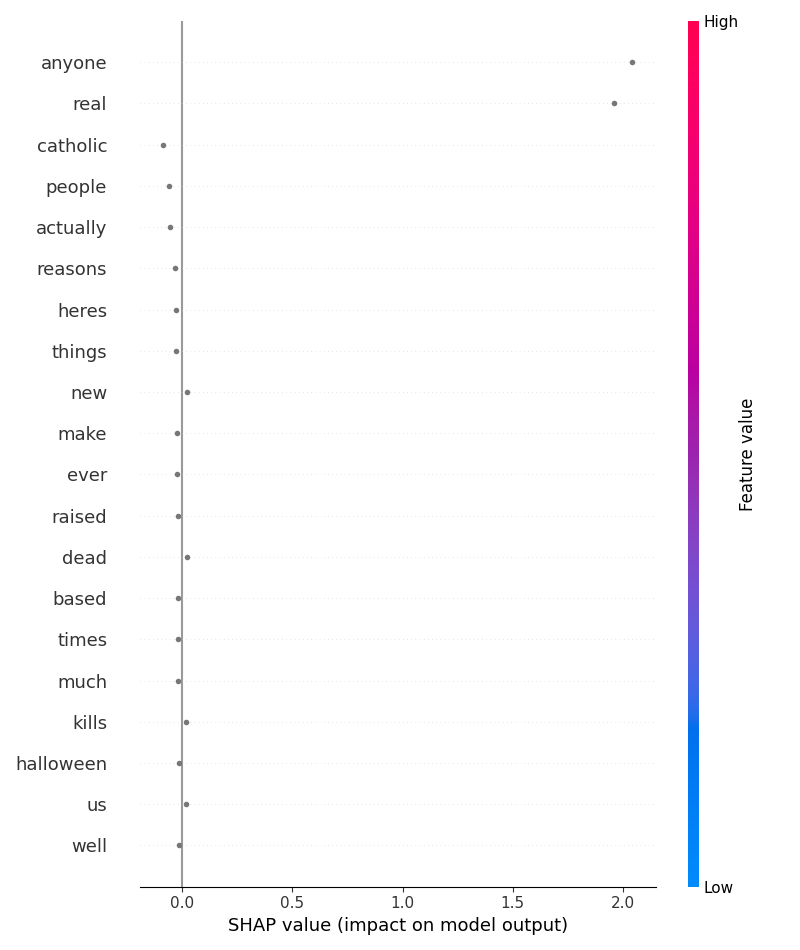 High
anyone
real
catholic
people
actually
reasons
heres
things
new
make
ever
raised
dead
based
times
much
kills
halloween
us
well
Feature value
Low
0.0 0.5 1.0 1.5 2.0
SHAP value (impact on model output)